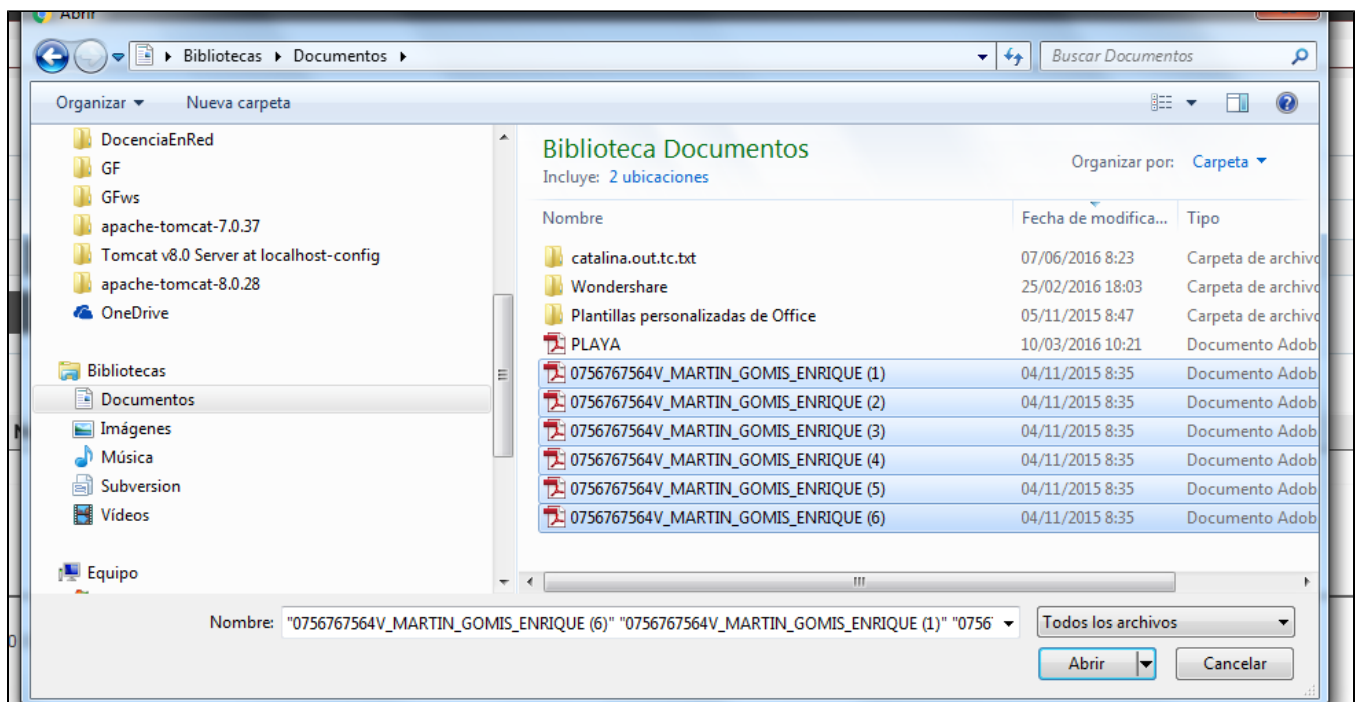 Abrir
Bibliotecas Documentos
Buscar Documentos
Organizar Nueva carpeta
DocenciaEnRed
GF
GFws
apache-tomcat-7.0.37
Tomcat v8.0 Server at localhost-config
apache-tomcat-8.0.28
OneDrive
Bibliotecas
Documentos
Imágenes
Música
Subversion
Vídeos
Equipo
Biblioteca Documentos
Incluye: 2 ubicaciones
Organizar por: Carpeta
Nombre Fecha de modifica... Tipo
catalina.out.tc.txt 07/06/2016 8:23 Carpeta de archivo
Wondershare 25/02/2016 18:03 Carpeta de archivo
Plantillas personalizadas de Office 05/11/2015 8:47 Carpeta de archivo
PLAYA 10/03/2016 10:21 Documento Adob
0756767564V_MARTIN_GOMIS_ENRIQUE (1) 04/11/2015 8:35 Documento Adob
0756767564V_MARTIN_GOMIS_ENRIQUE (2) 04/11/2015 8:35 Documento Adob
0756767564V_MARTIN_GOMIS_ENRIQUE (3) 04/11/2015 8:35 Documento Adob
0756767564V_MARTIN_GOMIS_ENRIQUE (4) 04/11/2015 8:35 Documento Adob
0756767564V_MARTIN_GOMIS_ENRIQUE (5) 04/11/2015 8:35 Documento Adob
0756767564V_MARTIN_GOMIS_ENRIQUE (6) 04/11/2015 8:35 Documento Adob
Nombre: "0756767564V_MARTIN_GOMIS_ENRIQUE (6)" "0756767564V_MARTIN_GOMIS_ENRIQUE (1)" "0756
Todos los archivos
Abrir Cancelar